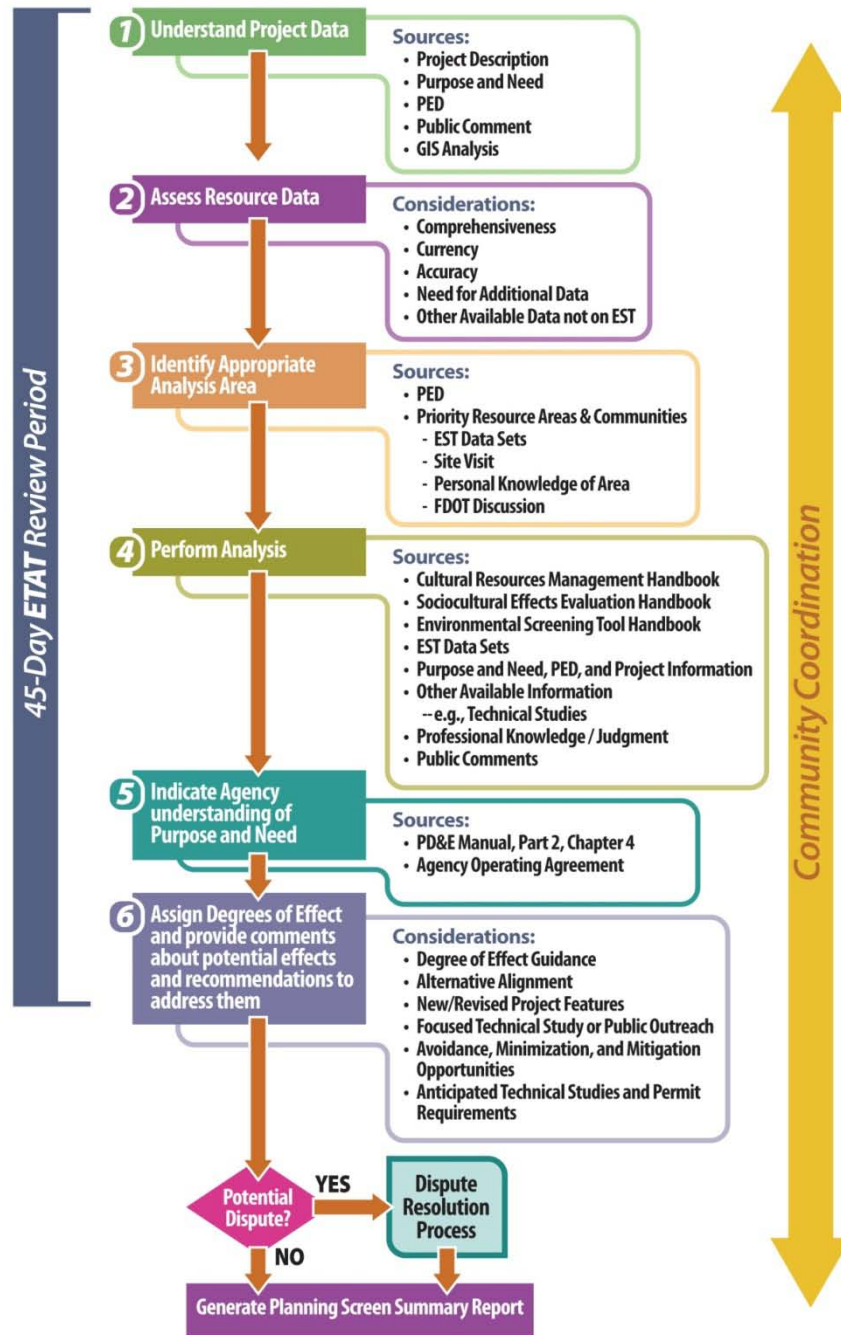 45-Day ETAT Review Period
1 Understand Project Data
Sources:
• Project Description
• Purpose and Need
• PED
• Public Comment
• GIS Analysis
2 Assess Resource Data
Considerations:
• Comprehensiveness
• Currency
• Accuracy
• Need for Additional Data
• Other Available Data not on EST
3 Identify Appropriate
Analysis Area
Sources:
• PED
• Priority Resource Areas & Communities
- EST Data Sets
- Site Visit
- Personal Knowledge of Area
- FDOT Discussion
4 Perform Analysis
Sources:
• Cultural Resources Management Handbook
• Sociocultural Effects Evaluation Handbook
• Environmental Screening Tool Handbook
• EST Data Sets
• Purpose and Need, PED, and Project Information
• Other Available Information
--e.g., Technical Studies
• Professional Knowledge / Judgment
• Public Comments
5 Indicate Agency
understanding of
Purpose and Need
Sources:
• PD&E Manual, Part 2, Chapter 4
• Agency Operating Agreement
6 Assign Degrees of Effect
and provide comments
about potential effects
and recommendations to
address them
Considerations:
• Degree of Effect Guidance
• Alternative Alignment
• New/Revised Project Features
• Focused Technical Study or Public Outreach
• Avoidance, Minimization, and Mitigation
Opportunities
• Anticipated Technical Studies and Permit
Requirements
Potential
Dispute?
YES
Dispute
Resolution
Process
NO
Generate Planning Screen Summary Report
Community Coordination